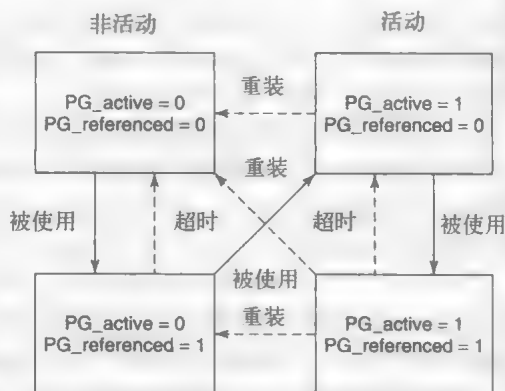 非活动
活动
PG_active = 0
PG_referenced = 0
重装
PG_active = 1
PG_referenced = 0
重装
被使用
超时
超时
被使用
被使用
PG_active = 0
PG_referenced = 1
重装
PG_active = 1
PG_referenced = 1